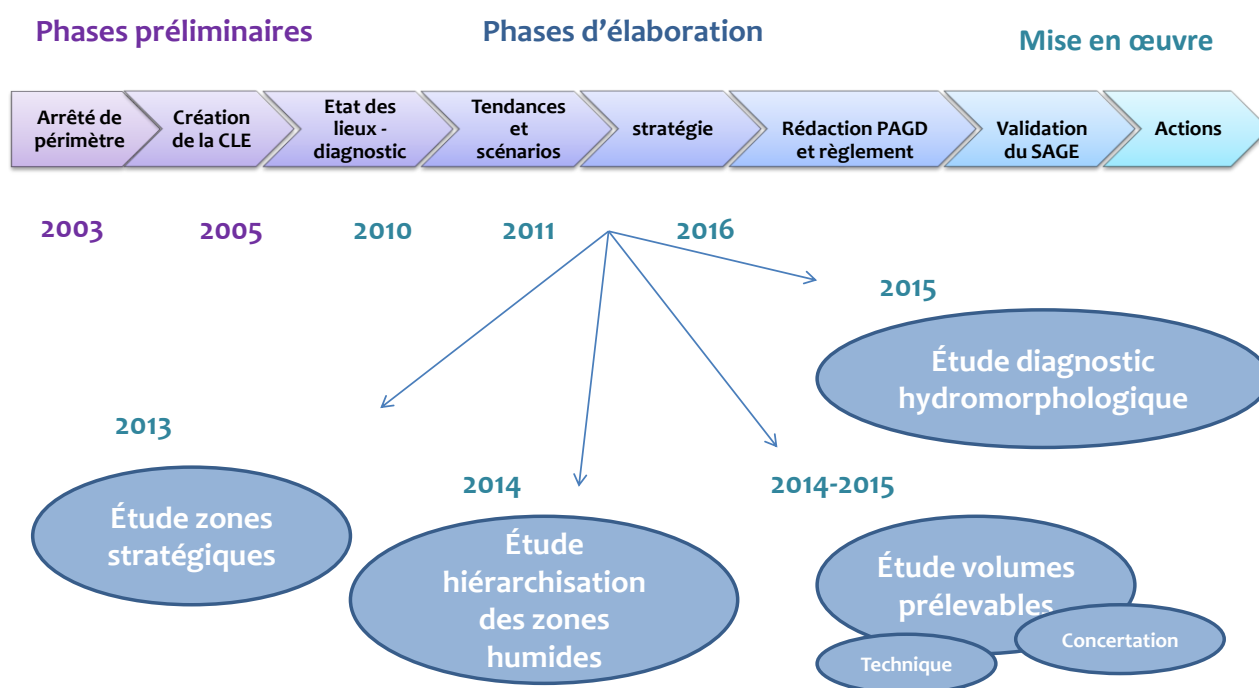 Phases préliminaires
Phases d’élaboration
Mise en œuvre
Arrêté de
périmètre
Création
de la CLE
Etat des
lieux -
diagnostic
Tendances
et
scénarios
stratégie
Rédaction PAGD
et règlement
Validation
du SAGE
Actions
2003
2005
2010
2011
2016
2015
Étude diagnostic
hydromorphologique
2013
Étude zones
stratégiques
2014
Étude
hiérarchisation
des zones
humides
2014-2015
Étude volumes
prélevables
Technique
Concertation